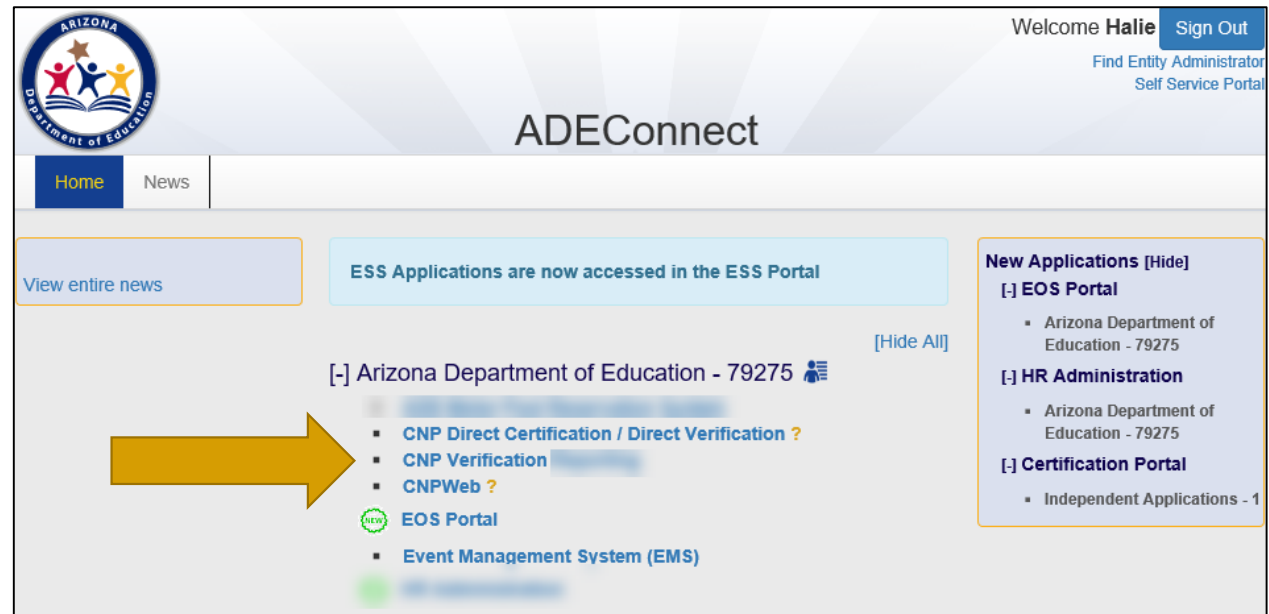 ARIZONA
Department of Education
Welcome Halie Sign Out
Find Entity Administrator
Self Service Portal
ADEConnect
Home News
View entire news
ESS Applications are now accessed in the ESS Portal
[Hide All]
[-] Arizona Department of Education - 79275
CNP Direct Certification / Direct Verification ?
CNP Verification
CNPWeb ?
NEW EOS Portal
Event Management System (EMS)
New Applications [Hide]
[-] EOS Portal
Arizona Department of
Education - 79275
[-] HR Administration
Arizona Department of
Education - 79275
[-] Certification Portal
Independent Applications - 1